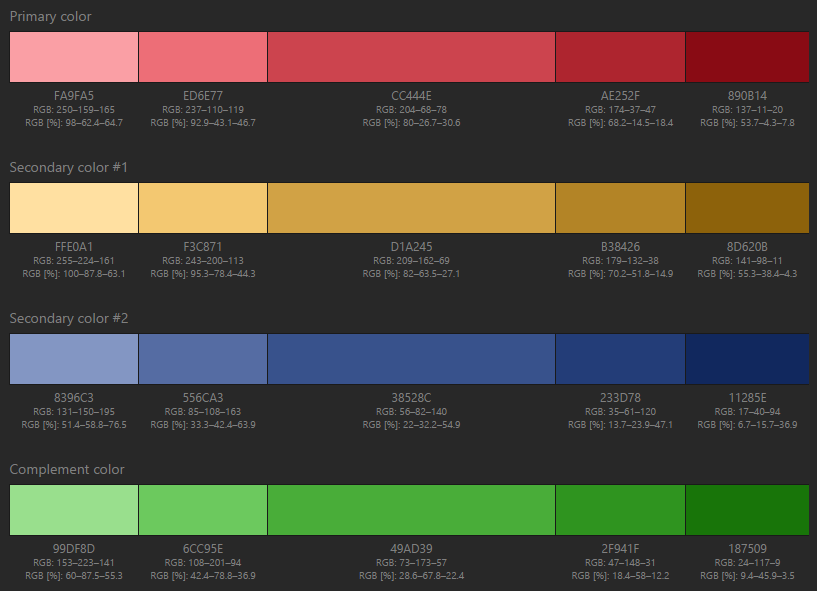 Primary color
FA9FA5 ED6E77 CC444E AE252F 890B14
RGB: 250–159–165 RGB: 237–110–119 RGB: 204–68–78 RGB: 174–37–47 RGB: 137–11–20
RGB [%]: 98–62.4–64.7 RGB [%]: 92.9–43.1–46.7 RGB [%]: 80–26.7–30.6 RGB [%]: 68.2–14.5–18.4 RGB [%]: 53.7–4.3–7.8
Secondary color #1
FFE0A1 F3C871 D1A245 B38426 8D620B
RGB: 255–224–161 RGB: 243–200–113 RGB: 209–162–69 RGB: 179–132–38 RGB: 141–98–11
RGB [%]: 100–87.8–63.1 RGB [%]: 95.3–78.4–44.3 RGB [%]: 82–63.5–27.1 RGB [%]: 70.2–51.8–14.9 RGB [%]: 55.3–38.4–4.3
Secondary color #2
8396C3 556CA3 38528C 233D78 11285E
RGB: 131–150–195 RGB: 85–108–163 RGB: 56–82–140 RGB: 35–61–120 RGB: 17–40–94
RGB [%]: 51.4–58.8–76.5 RGB [%]: 33.3–42.4–63.9 RGB [%]: 22–32.2–54.9 RGB [%]: 13.7–23.9–47.1 RGB [%]: 6.7–15.7–36.9
Complement color
99DF8D 6CC95E 49AD39 2F941F 187509
RGB: 153–223–141 RGB: 108–201–94 RGB: 73–173–57 RGB: 47–148–31 RGB: 24–117–9
RGB [%]: 60–87.5–55.3 RGB [%]: 42.4–78.8–36.9 RGB [%]: 28.6–67.8–22.4 RGB [%]: 18.4–58–12.2 RGB [%]: 9.4–45.9–3.5